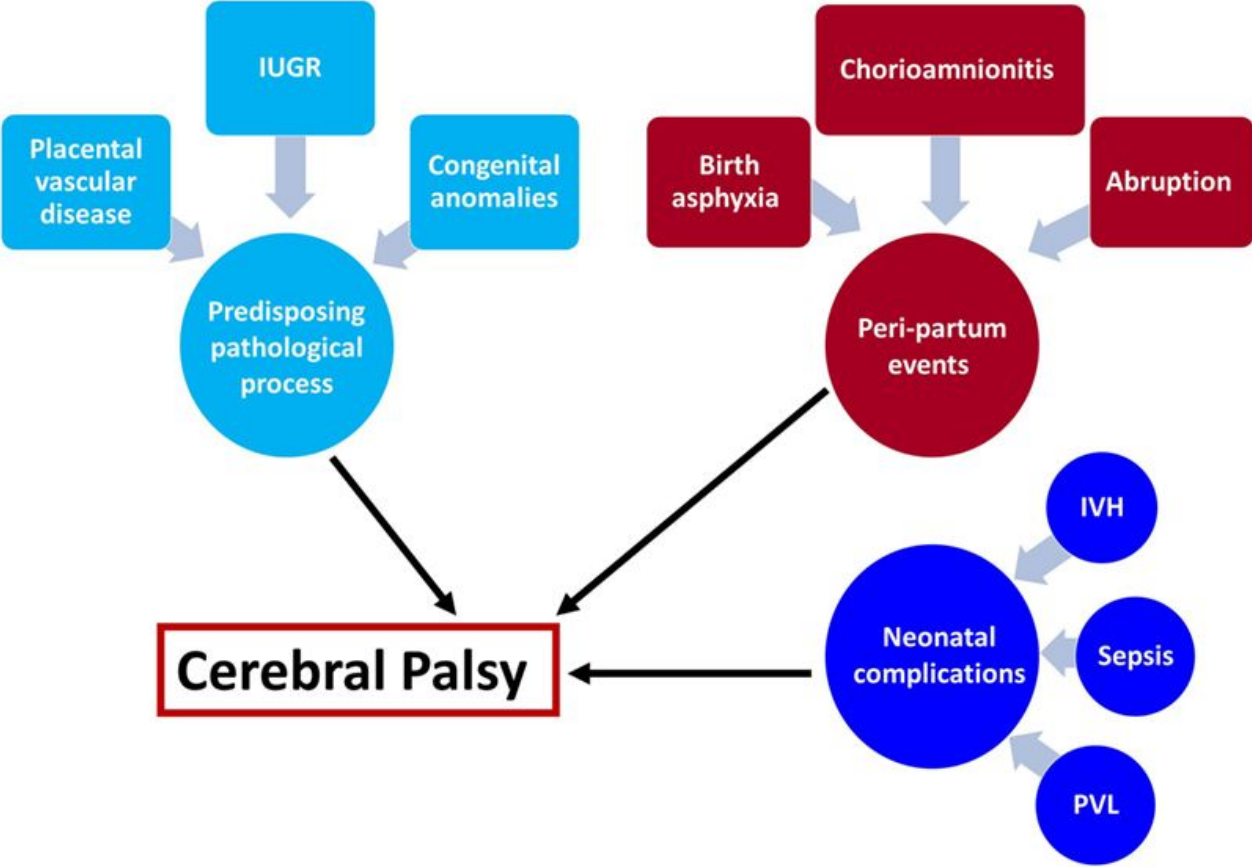 IUGR
Placental
vascular
disease
Congenital
anomalies
Predisposing
pathological
process
Chorioamnionitis
Birth
asphyxia
Abruption
Peri-partum
events
IVH
Neonatal
complications
Sepsis
PVL
Cerebral Palsy